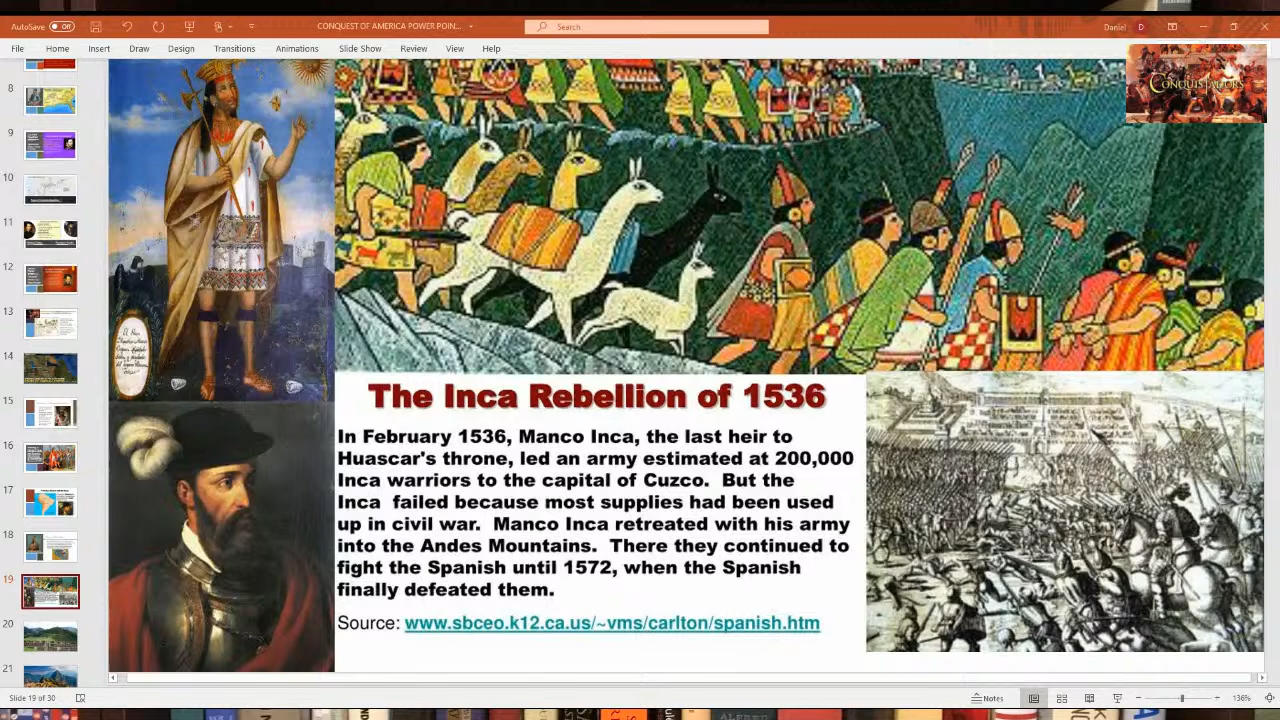 AutoSave Off
CONQUEST OF AMERICA POWER POIN...
Search
Daniel D
File Home Insert Draw Design Transitions Animations Slide Show Review View Help
CONQUISTADORS
8
9
10
11
12
13
14
15
16
17
18
19
20
21
The Inca Rebellion of 1536
In February 1536, Manco Inca, the last heir to
Huascar's throne, led an army estimated at 200,000
Inca warriors to the capital of Cuzco. But the
Inca failed because most supplies had been used
up in civil war. Manco Inca retreated with his army
into the Andes Mountains. There they continued to
fight the Spanish until 1572, when the Spanish
finally defeated them.
Source: www.sbceo.k12.ca.us/~vms/carlton/spanish.htm
Slide 19 of 30
Notes
136%